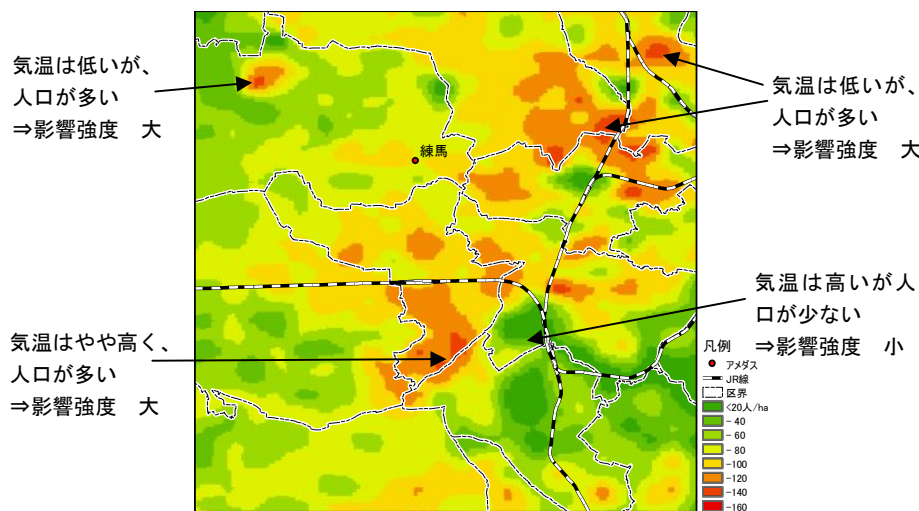 気温は低いが、
人口が多い
⇒影響強度　大
気温は低いが、
人口が多い
⇒影響強度　大
練馬
気温は高いが人
口が少ない
⇒影響強度　小
気温はやや高く、
人口が多い
⇒影響強度　大
凡例
アメダス
JR線
区界
<20人/ha
- 40
- 60
- 80
-100
-120
-140
-160